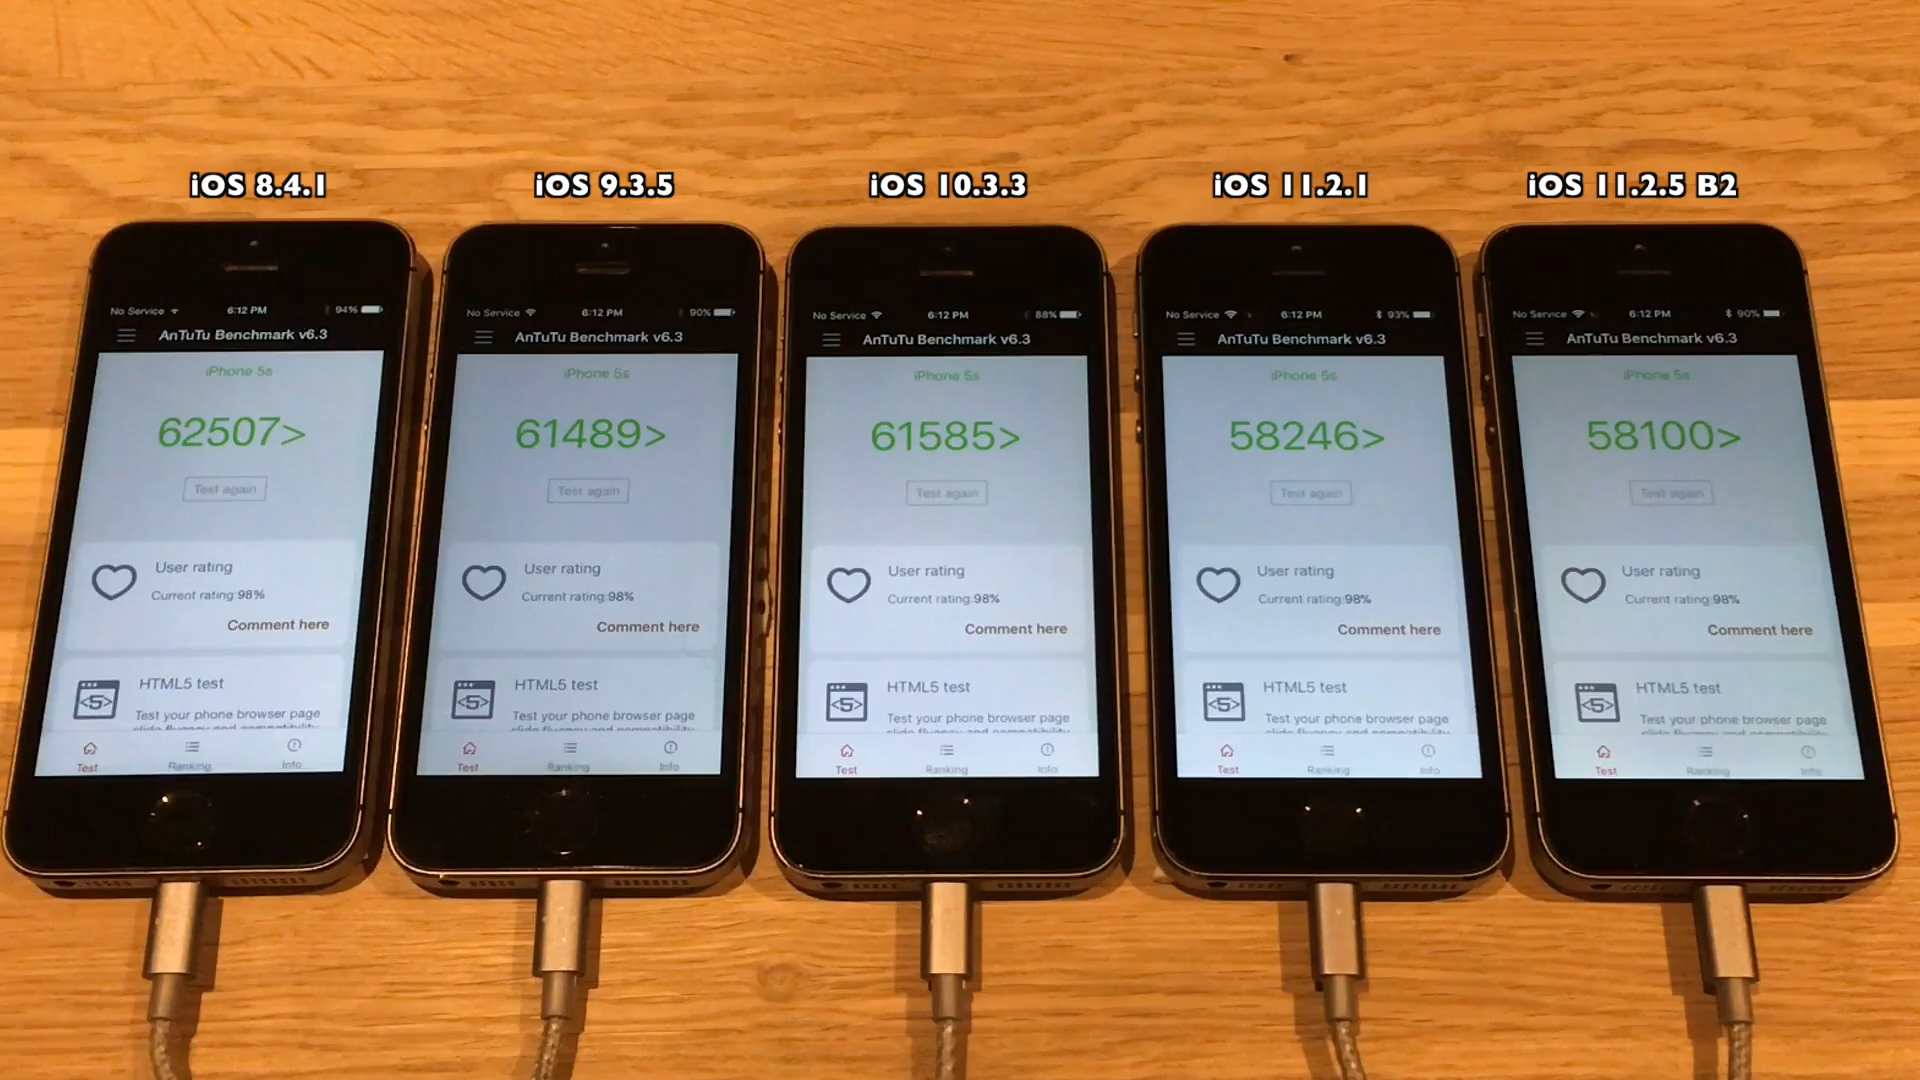 iOS 8.4.1
iOS 9.3.5
iOS 10.3.3
iOS 11.2.1
iOS 11.2.5 B2
No Service 6:12 PM 94%
AnTuTu Benchmark v6.3
iPhone 5s
62507>
Test again
User rating
Current rating:98%
Comment here
HTML5 test
<5>
Test your phone browser page
Test Ranking Info
No Service 6:12 PM 90%
AnTuTu Benchmark v6.3
iPhone 5s
61489>
Test again
User rating
Current rating:98%
Comment here
HTML5 test
<5>
Test your phone browser page
Test Ranking Info
No Service 6:12 PM 88%
AnTuTu Benchmark v6.3
iPhone 5s
61585>
Test again
User rating
Current rating:98%
Comment here
HTML5 test
<5>
Test your phone browser page
Test Ranking Info
No Service 6:12 PM 93%
AnTuTu Benchmark v6.3
iPhone 5s
58246>
Test again
User rating
Current rating:98%
Comment here
HTML5 test
<5>
Test your phone browser page
Test Ranking Info
No Service 6:12 PM 90%
AnTuTu Benchmark v6.3
iPhone 5s
58100>
Test again
User rating
Current rating:98%
Comment here
HTML5 test
<5>
Test your phone browser page
Test Ranking Info